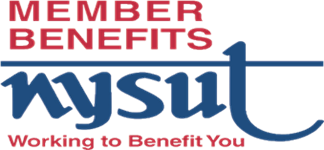 MEMBER
BENEFITS
nysut
Working to Benefit You